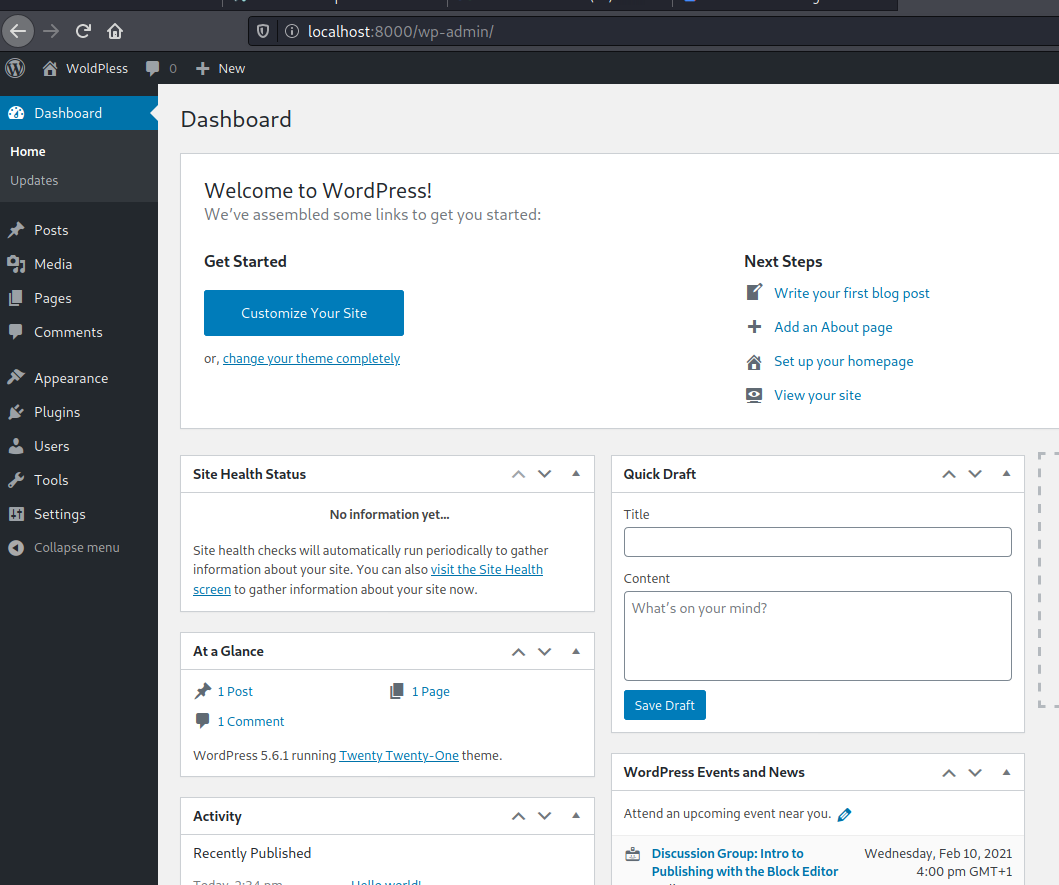 localhost:8000/wp-admin/
WoldPless 0 New
Dashboard
Home
Updates
Posts
Media
Pages
Comments
Appearance
Plugins
Users
Tools
Settings
Collapse menu
Dashboard
Welcome to WordPress!
We've assembled some links to get you started:
Get Started
Customize Your Site
or, change your theme completely
Next Steps
Write your first blog post
Add an About page
Set up your homepage
View your site
Site Health Status
No information yet...
Site health checks will automatically run periodically to gather
information about your site. You can also visit the Site Health
screen to gather information about your site now.
At a Glance
1 Post
1 Page
1 Comment
WordPress 5.6.1 running Twenty Twenty-One theme.
Activity
Recently Published
Today, 2:34 pm Hello world!
Quick Draft
Title
Content
What's on your mind?
Save Draft
WordPress Events and News
Attend an upcoming event near you.
Discussion Group: Intro to
Publishing with the Block Editor
Wednesday, Feb 10, 2021
4:00 pm GMT+1